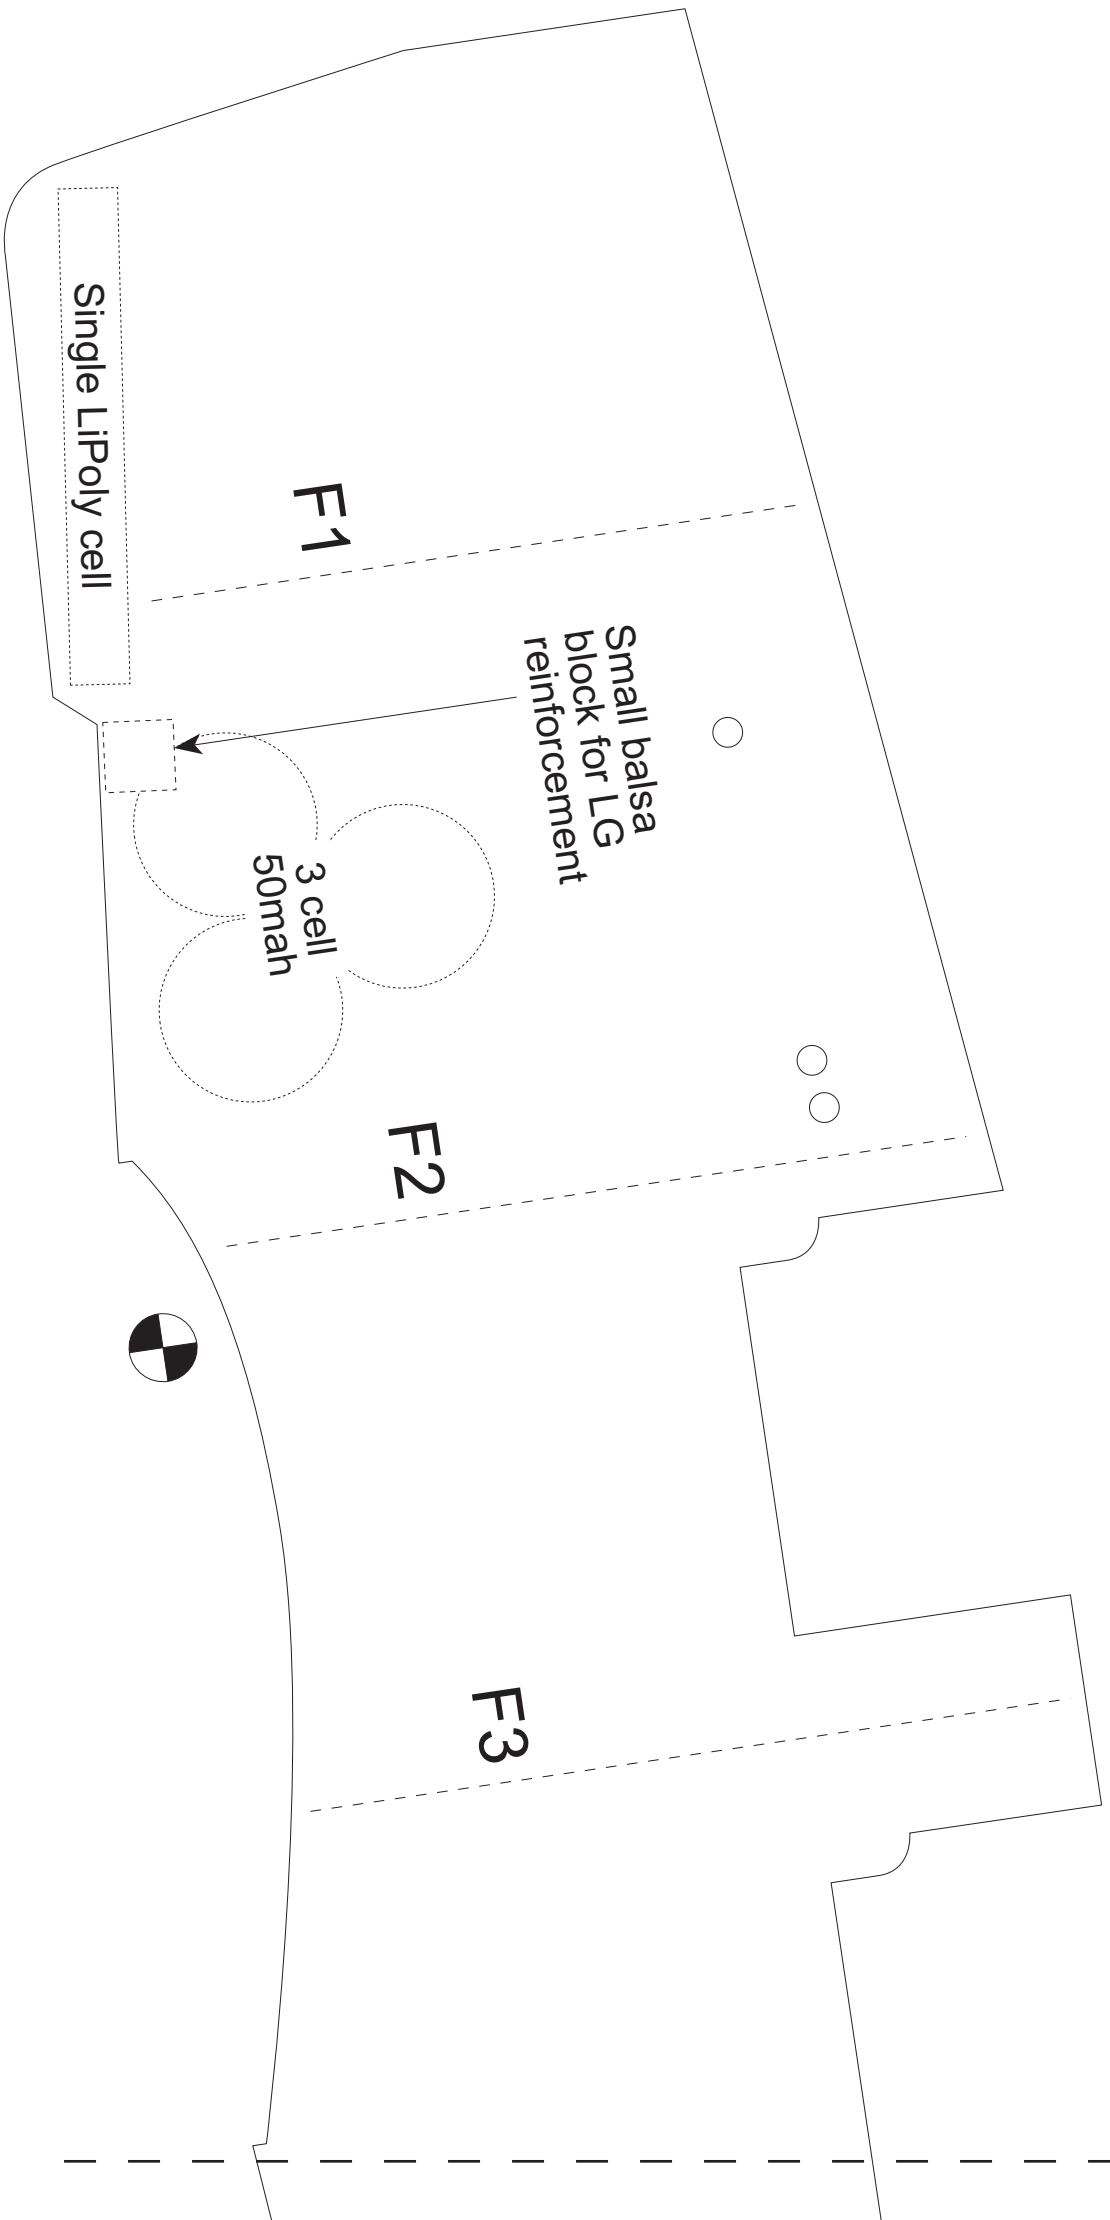 Single LiPoly cell
F1
Small balsa
block for LG
reinforcement
3 cell
50mah
F2
F3